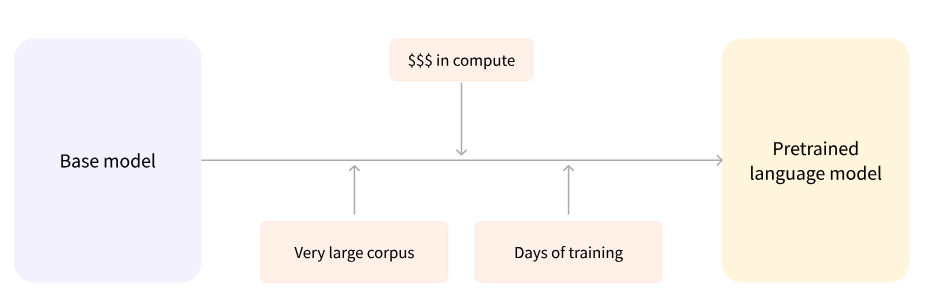 $$$ in compute
Base model
Pretrained
language model
Very large corpus
Days of training